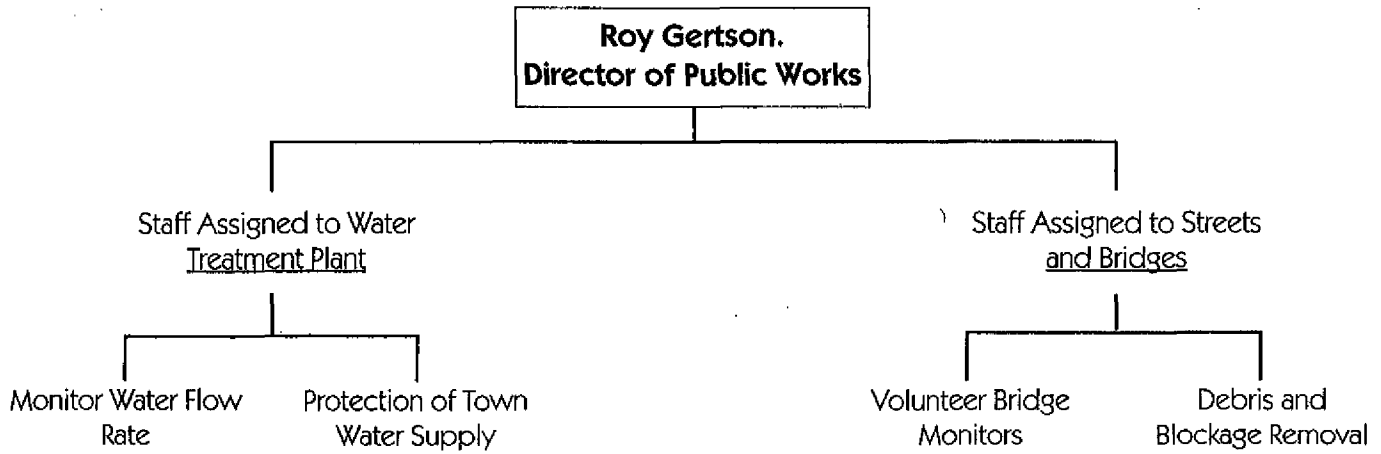 Roy Gertson.
Director of Public Works
Staff Assigned to Water
Treatment Plant
Staff Assigned to Streets
and Bridges
Monitor Water Flow
Rate
Protection of Town
Water Supply
Volunteer Bridge
Monitors
Debris and
Blockage Removal